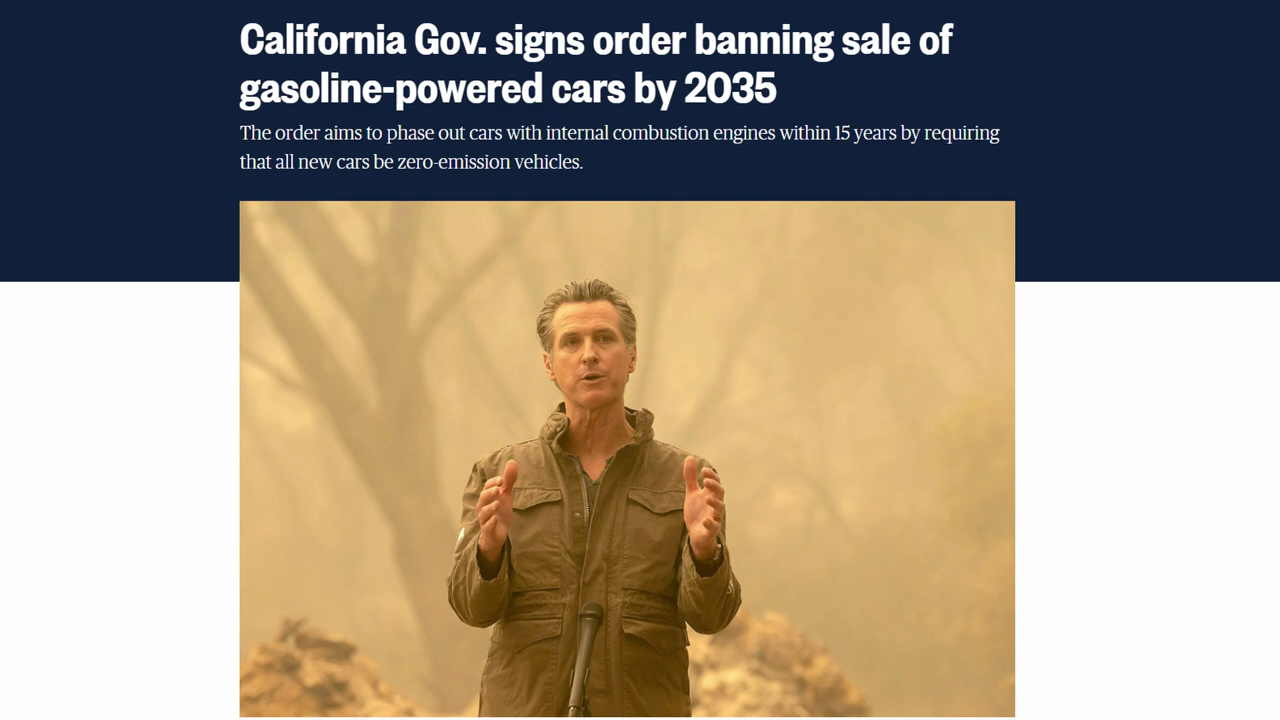 California Gov. signs order banning sale of
gasoline-powered cars by 2035
The order aims to phase out cars with internal combustion engines within 15 years by requiring
that all new cars be zero-emission vehicles.